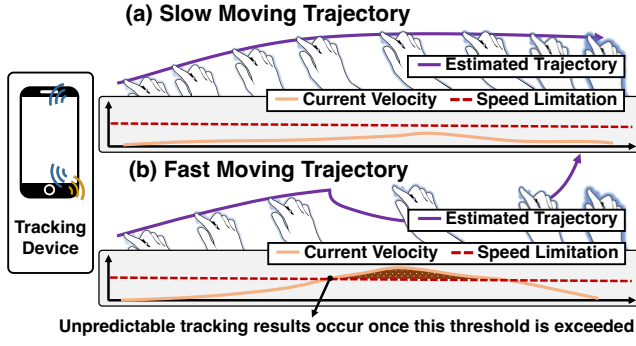 (a) Slow Moving Trajectory
Estimated Trajectory
Current Velocity
Speed Limitation
(b) Fast Moving Trajectory
Estimated Trajectory
Current Velocity
Speed Limitation
Tracking
Device
Unpredictable tracking results occur once this threshold is exceeded